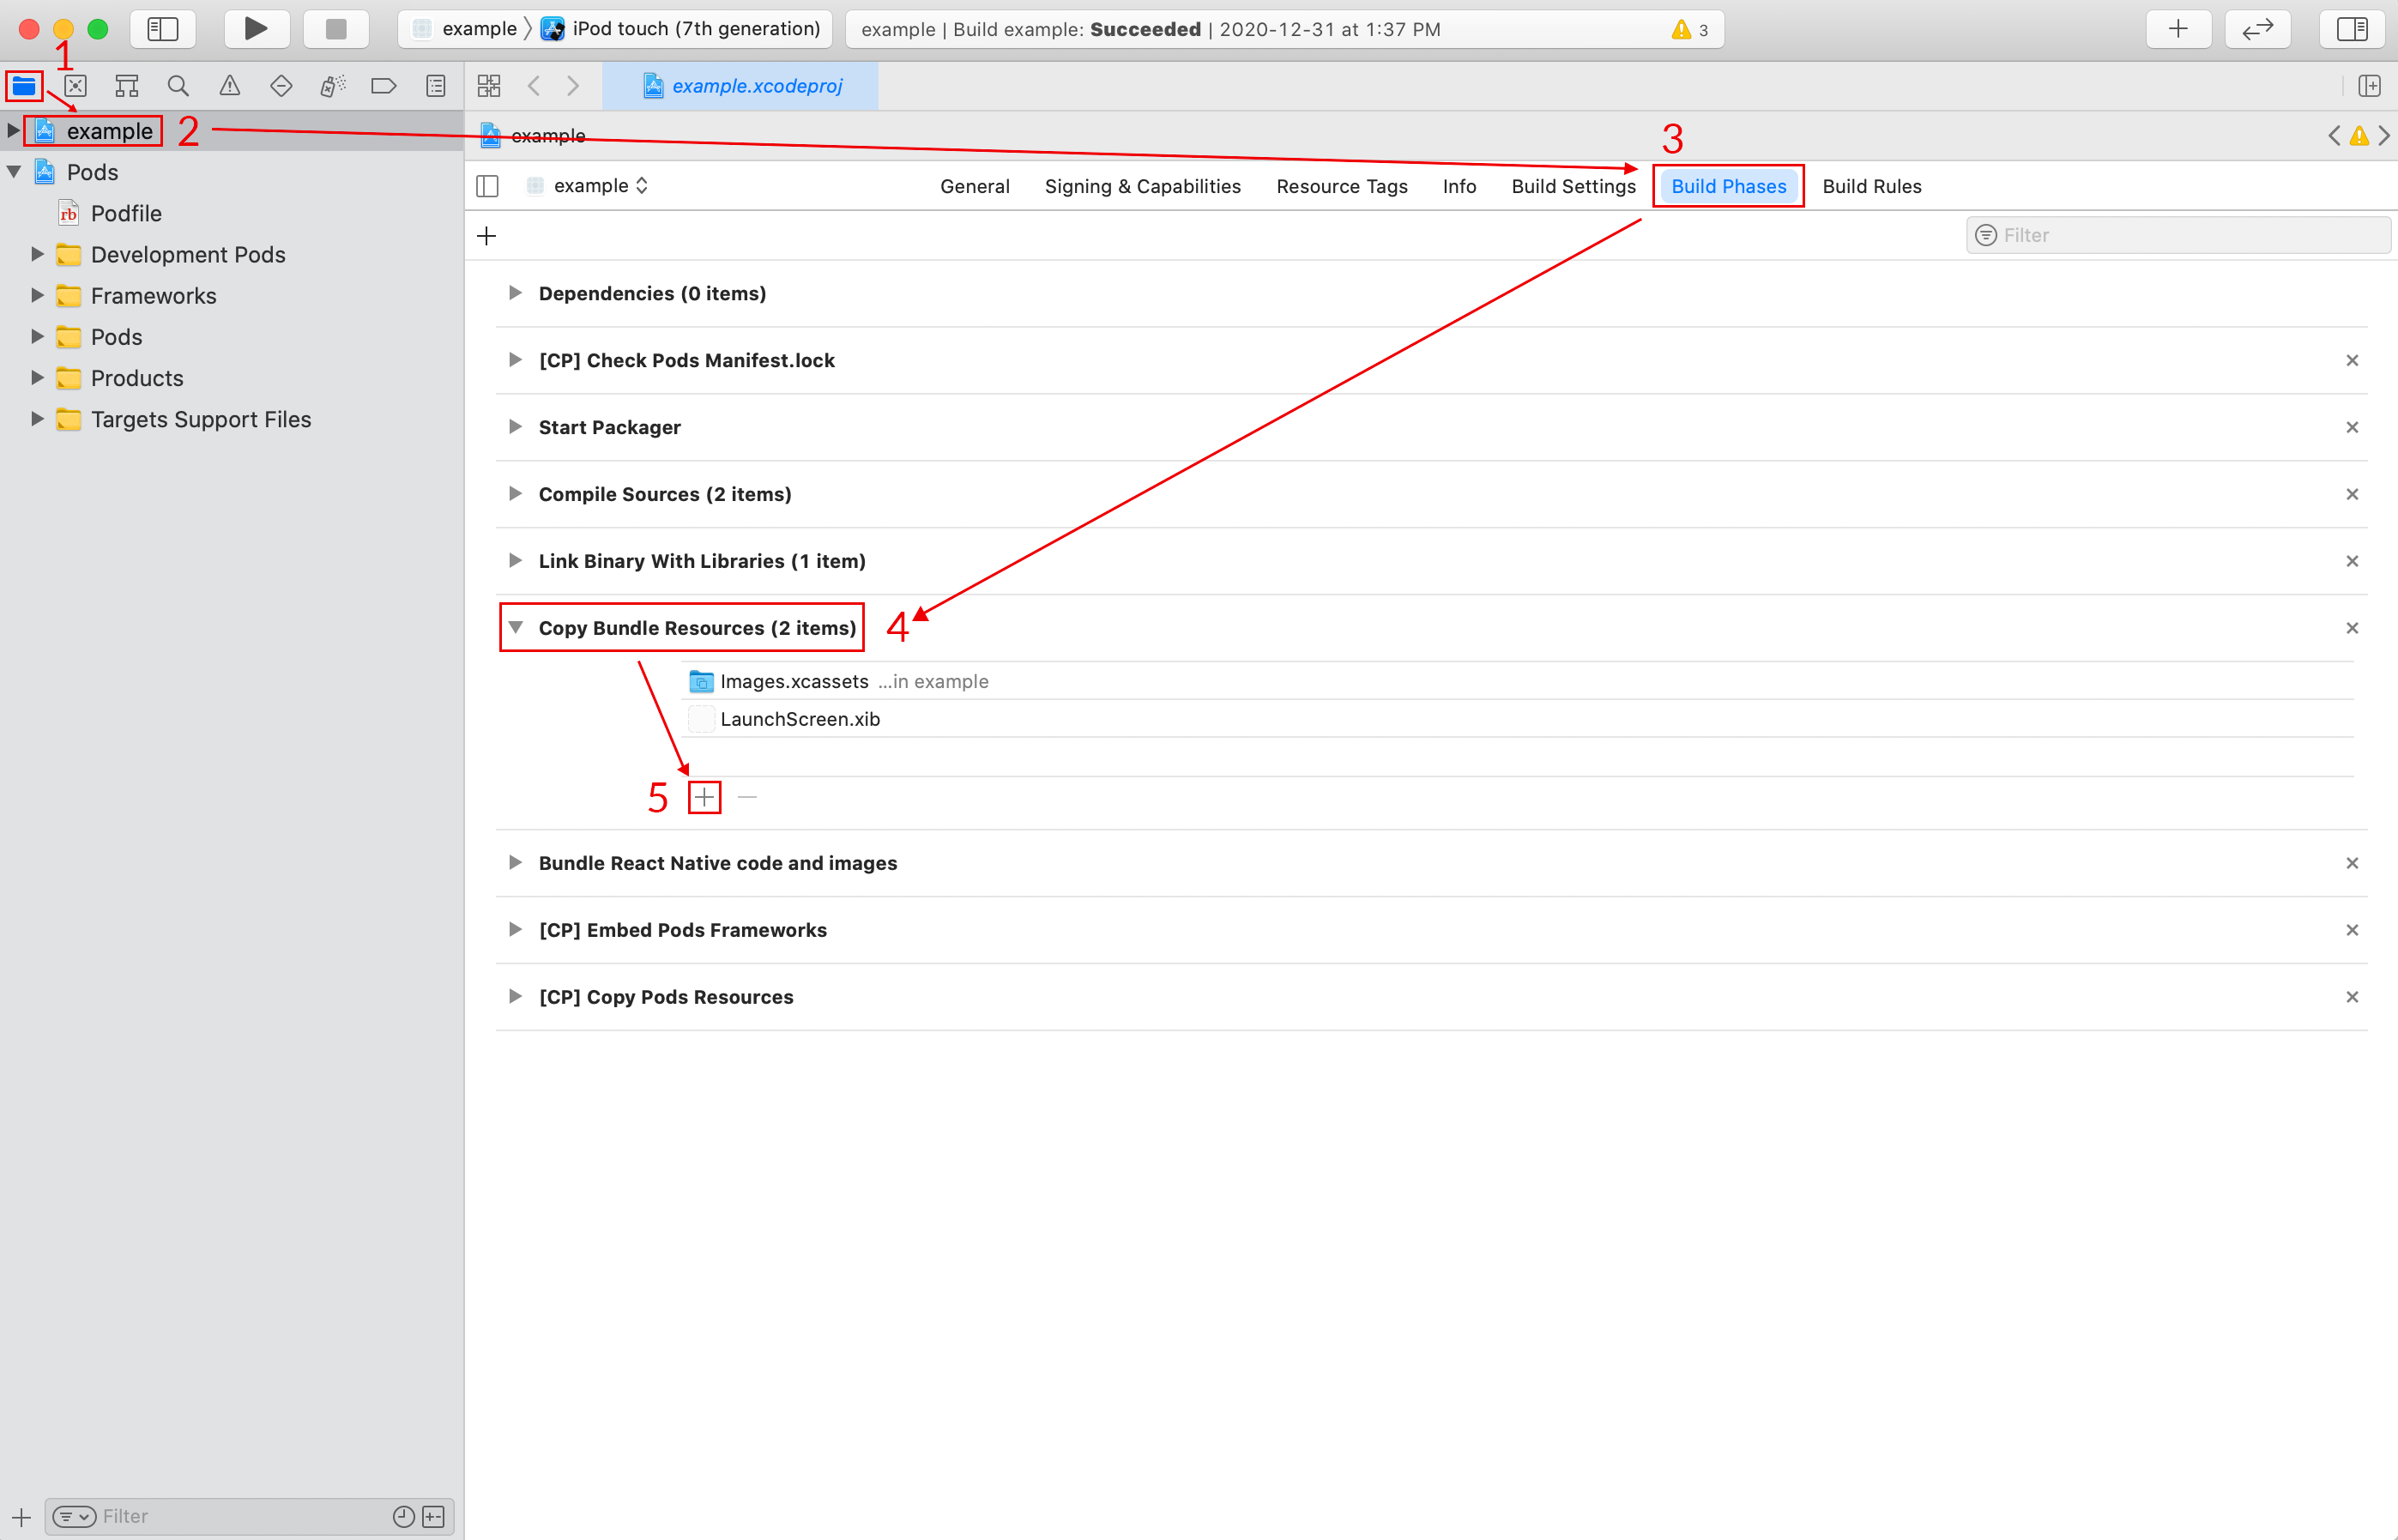 example iPod touch (7th generation) example | Build example: Succeeded | 2020-12-31 at 1:37 PM 3
1
example.xcodeproj
example 2
example
3
Pods
example General Signing & Capabilities Resource Tags Info Build Settings Build Phases Build Rules
rb Podfile
Filter
Development Pods
Frameworks
Pods
Products
Targets Support Files
Dependencies (0 items)
[CP] Check Pods Manifest.lock
Start Packager
Compile Sources (2 items)
Link Binary With Libraries (1 item)
Copy Bundle Resources (2 items) 4
Images.xcassets ...in example
LaunchScreen.xib
5
Bundle React Native code and images
[CP] Embed Pods Frameworks
[CP] Copy Pods Resources
Filter